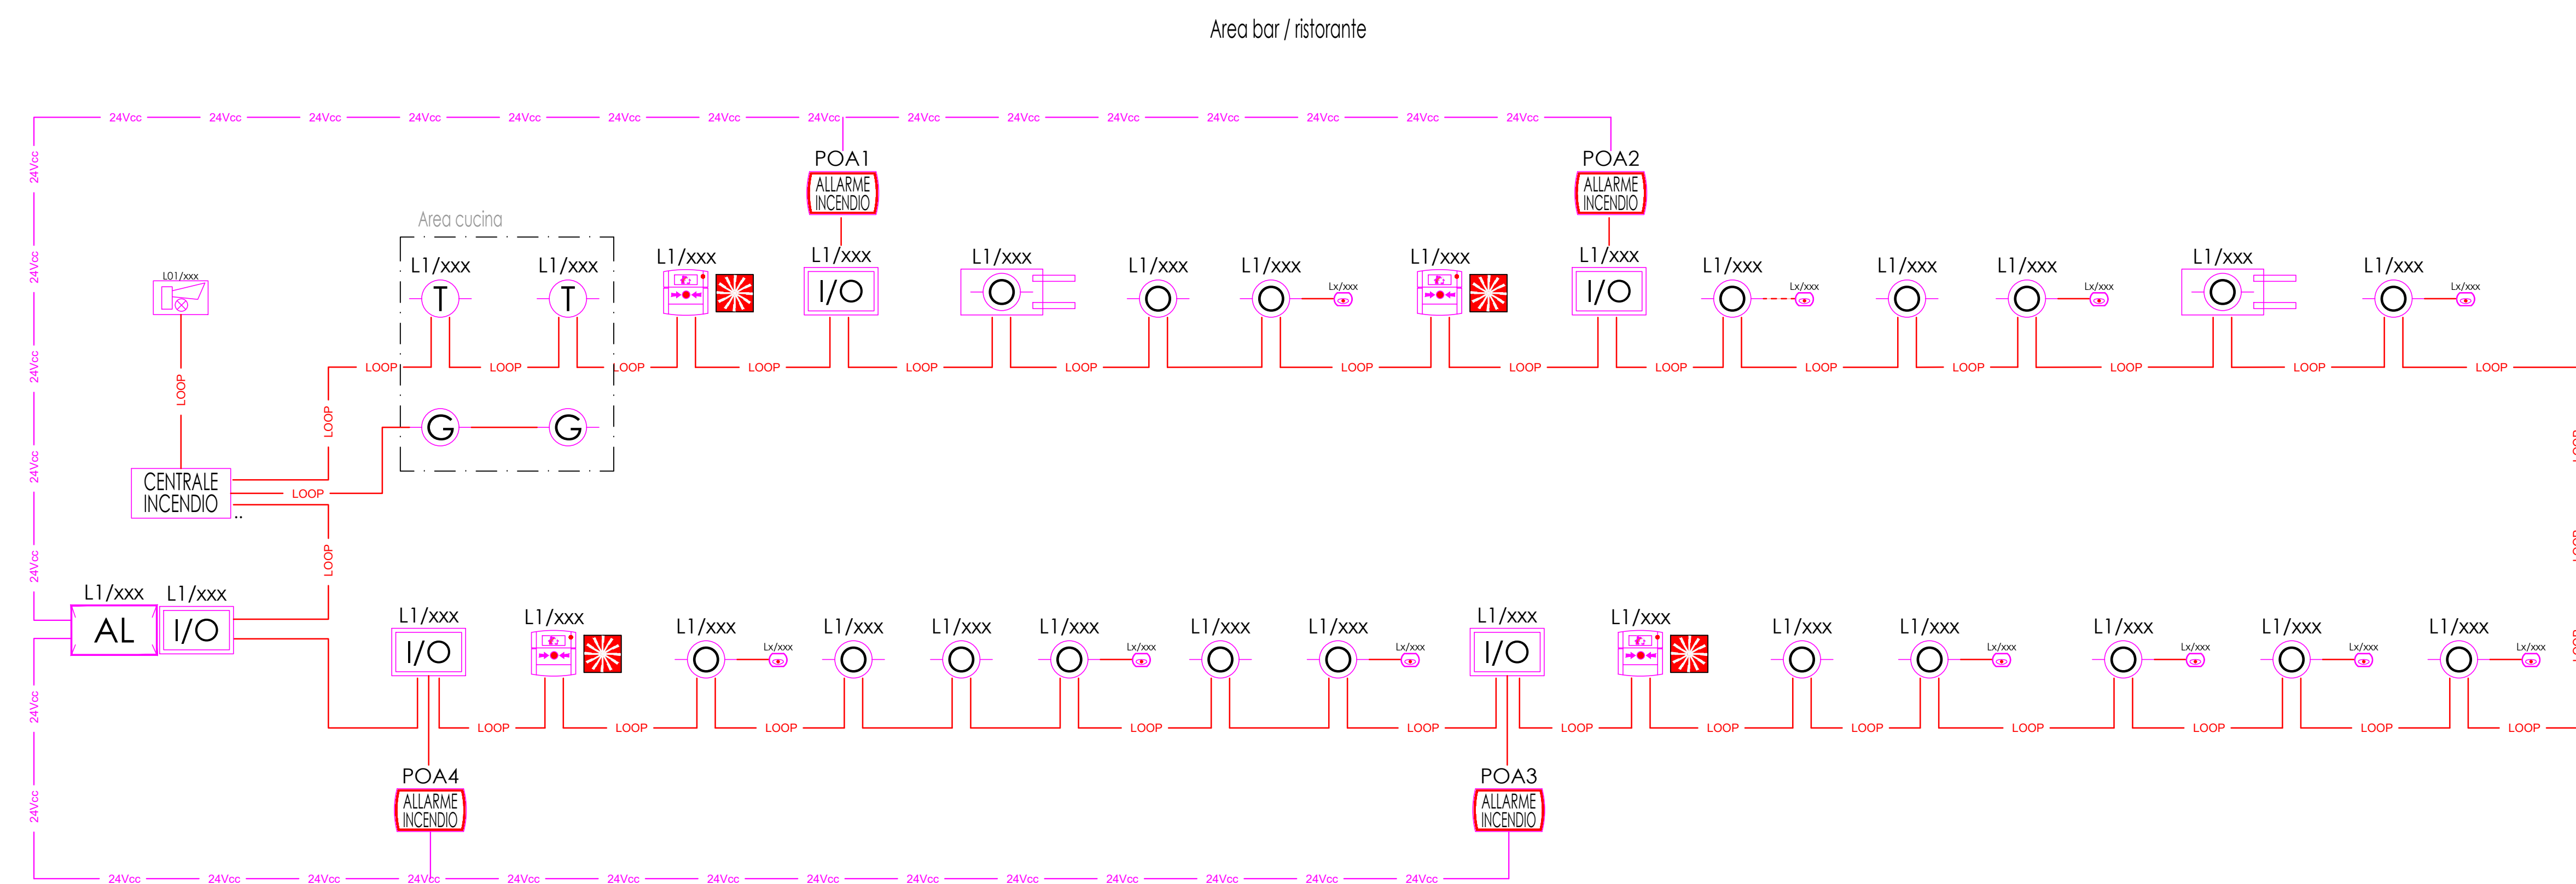 Area bar / ristorante
24Vcc 24Vcc 24Vcc 24Vcc 24Vcc 24Vcc 24Vcc 24Vcc 24Vcc 24Vcc 24Vcc 24Vcc 24Vcc 24Vcc 24Vcc
24Vcc
24Vcc
24Vcc
24Vcc
24Vcc
24Vcc
24Vcc
POA1
ALLARME
INCENDIO
POA2
ALLARME
INCENDIO
Area cucina
L01/xxx
L1/xxx L1/xxx L1/xxx L1/xxx L1/xxx L1/xxx L1/xxx L1/xxx L1/xxx L1/xxx L1/xxx L1/xxx L1/xxx L1/xxx
Lx/xxx Lx/xxx Lx/xxx Lx/xxx
T T I/O I/O
LOOP LOOP LOOP LOOP LOOP LOOP LOOP LOOP LOOP LOOP LOOP LOOP LOOP LOOP
LOOP
LOOP
G G
CENTRALE
INCENDIO
..
LOOP
LOOP
LOOP
LOOP
LOOP
L1/xxx L1/xxx
AL I/O
L1/xxx L1/xxx L1/xxx L1/xxx L1/xxx L1/xxx L1/xxx L1/xxx L1/xxx L1/xxx L1/xxx L1/xxx L1/xxx L1/xxx L1/xxx
Lx/xxx Lx/xxx Lx/xxx Lx/xxx Lx/xxx Lx/xxx Lx/xxx
I/O I/O
LOOP LOOP LOOP LOOP LOOP LOOP LOOP LOOP LOOP LOOP LOOP LOOP
POA4
ALLARME
INCENDIO
POA3
ALLARME
INCENDIO
24Vcc 24Vcc 24Vcc 24Vcc 24Vcc 24Vcc 24Vcc 24Vcc 24Vcc 24Vcc 24Vcc 24Vcc 24Vcc 24Vcc